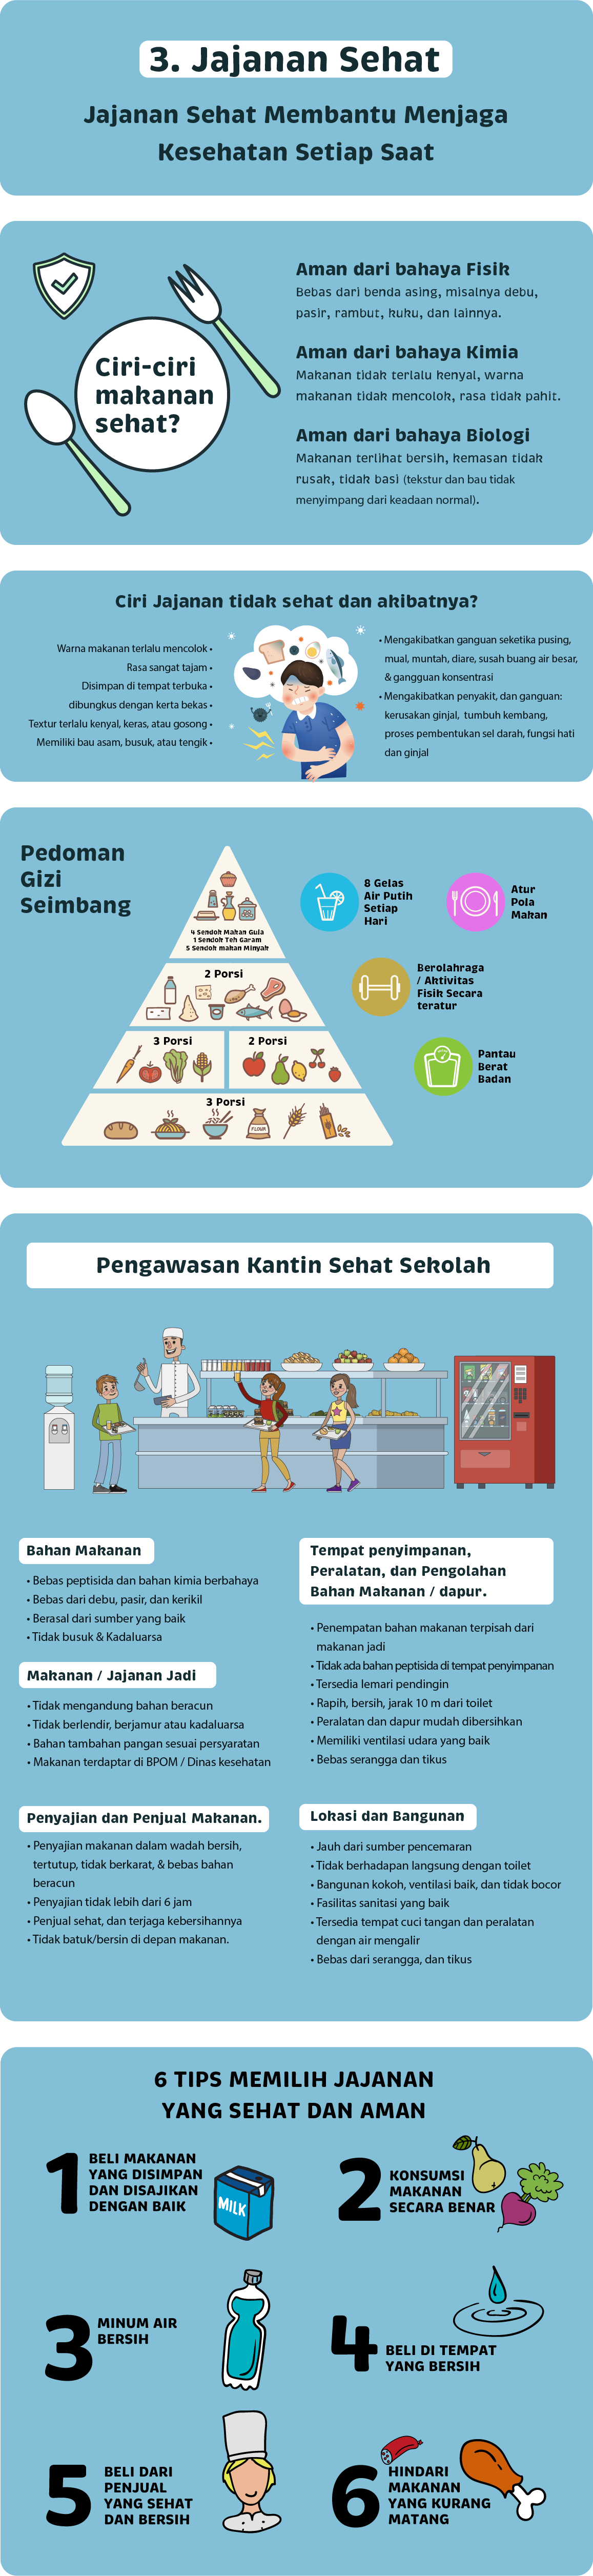 3. Jajanan Sehat
Jajanan Sehat Membantu Menjaga
Kesehatan Setiap Saat
Ciri-ciri
makanan
sehat?
Aman dari bahaya Fisik
Bebas dari benda asing, misalnya debu,
pasir, rambut, kuku, dan lainnya.
Aman dari bahaya Kimia
Makanan tidak terlalu kenyal, warna
makanan tidak mencolok, rasa tidak pahit.
Aman dari bahaya Biologi
Makanan terlihat bersih, kemasan tidak
rusak, tidak basi (tekstur dan bau tidak
menyimpang dari keadaan normal).
Ciri Jajanan tidak sehat dan akibatnya?
Warna makanan terlalu mencolok •
Rasa sangat tajam •
Disimpan di tempat terbuka •
dibungkus dengan kerta bekas •
Textur terlalu kenyal, keras, atau gosong •
Memiliki bau asam, busuk, atau tengik •
• Mengakibatkan ganguan seketika pusing,
mual, muntah, diare, susah buang air besar,
& gangguan konsentrasi
• Mengakibatkan penyakit, dan ganguan:
kerusakan ginjal, tumbuh kembang,
proses pembentukan sel darah, fungsi hati
dan ginjal
Pedoman
Gizi
Seimbang
4 Sendok Makan Gula
1 Sendok Teh Garam
5 Sendok makan Minyak
2 Porsi
3 Porsi
2 Porsi
3 Porsi
FLOUR
8 Gelas
Air Putih
Setiap
Hari
Atur
Pola
Makan
Berolahraga
/ Aktivitas
Fisik Secara
teratur
Pantau
Berat
Badan
Pengawasan Kantin Sehat Sekolah
Bahan Makanan
• Bebas peptisida dan bahan kimia berbahaya
• Bebas dari debu, pasir, dan kerikil
• Berasal dari sumber yang baik
• Tidak busuk & Kadaluarsa
Makanan / Jajanan Jadi
• Tidak mengandung bahan beracun
• Tidak berlendir, berjamur atau kadaluarsa
• Bahan tambahan pangan sesuai persyaratan
• Makanan terdaftar di BPOM / Dinas kesehatan
Penyajian dan Penjual Makanan.
• Penyajian makanan dalam wadah bersih,
tertutup, tidak berkarat, & bebas bahan
beracun
• Penyajian tidak lebih dari 6 jam
• Penjual sehat, dan terjaga kebersihannya
• Tidak batuk/bersin di depan makanan.
Tempat penyimpanan,
Peralatan, dan Pengolahan
Bahan Makanan / dapur.
• Penempatan bahan makanan terpisah dari
makanan jadi
• Tidak ada bahan peptisida di tempat penyimpanan
• Tersedia lemari pendingin
• Rapih, bersih, jarak 10 m dari toilet
• Peralatan dan dapur mudah dibersihkan
• Memiliki ventilasi udara yang baik
• Bebas serangga dan tikus
Lokasi dan Bangunan
• Jauh dari sumber pencemaran
• Tidak berhadapan langsung dengan toilet
• Bangunan kokoh, ventilasi baik, dan tidak bocor
• Fasilitas sanitasi yang baik
• Tersedia tempat cuci tangan dan peralatan
dengan air mengalir
• Bebas dari serangga, dan tikus
6 TIPS MEMILIH JAJANAN
YANG SEHAT DAN AMAN
1
BELI MAKANAN
YANG DISIMPAN
DAN DISAJIKAN
DENGAN BAIK
MILK
2
KONSUMSI
MAKANAN
SECARA BENAR
3
MINUM AIR
BERSIH
4
BELI DI TEMPAT
YANG BERSIH
5
BELI DARI
PENJUAL
YANG SEHAT
DAN BERSIH
6
HINDARI
MAKANAN
YANG KURANG
MATANG